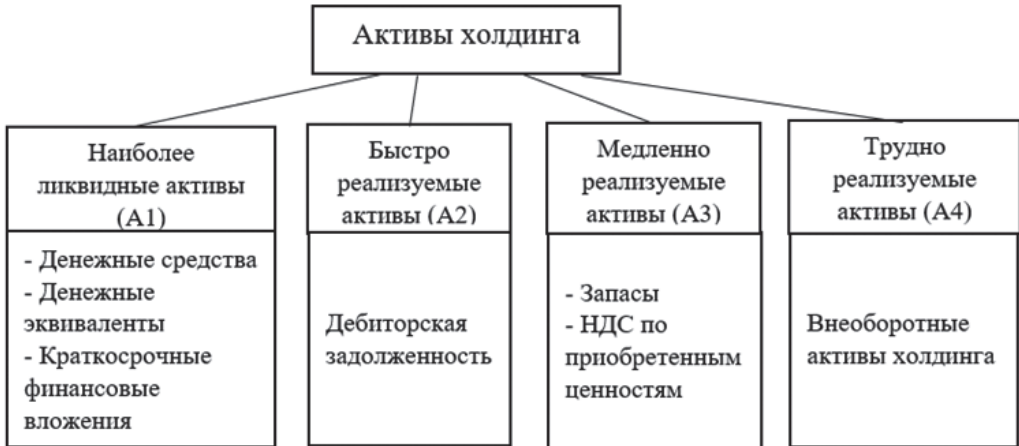 Активы холдинга
Наиболее
ликвидные активы
(А1)
- Денежные средства
- Денежные
эквиваленты
- Краткосрочные
финансовые
вложения
Быстро
реализуемые
активы (А2)
Дебиторская
задолженность
Медленно
реализуемые
активы (А3)
- Запасы
- НДС по
приобретенным
ценностям
Трудно
реализуемые
активы (А4)
Внеоборотные
активы холдинга